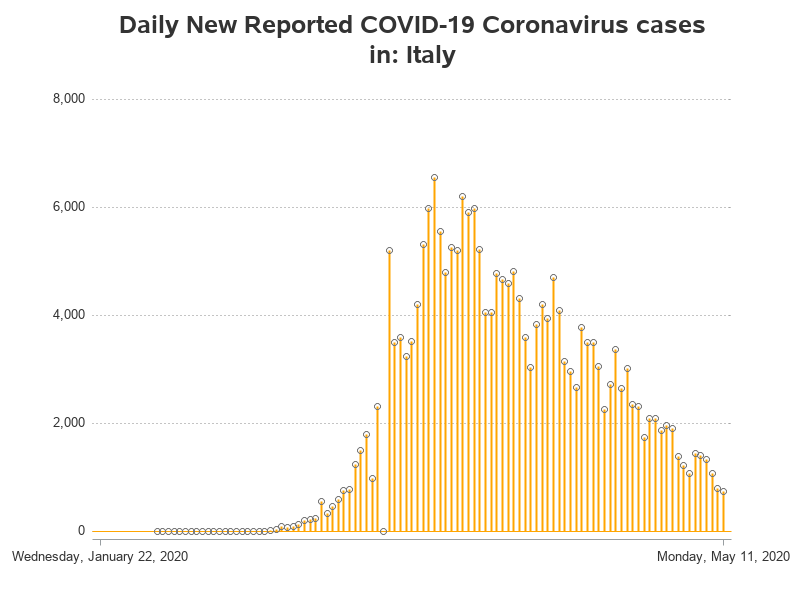 Daily New Reported COVID-19 Coronavirus cases
in: Italy
8,000
6,000
4,000
2,000
0
Wednesday, January 22, 2020
Monday, May 11, 2020